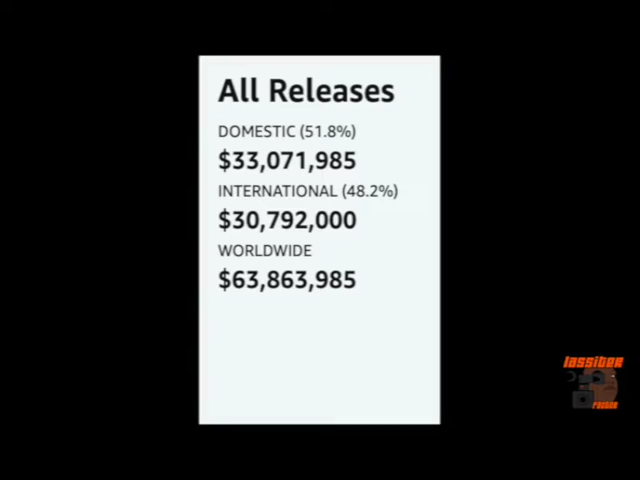 All Releases
DOMESTIC (51.8%)
$33,071,985
INTERNATIONAL (48.2%)
$30,792,000
WORLDWIDE
$63,863,985
lassiter